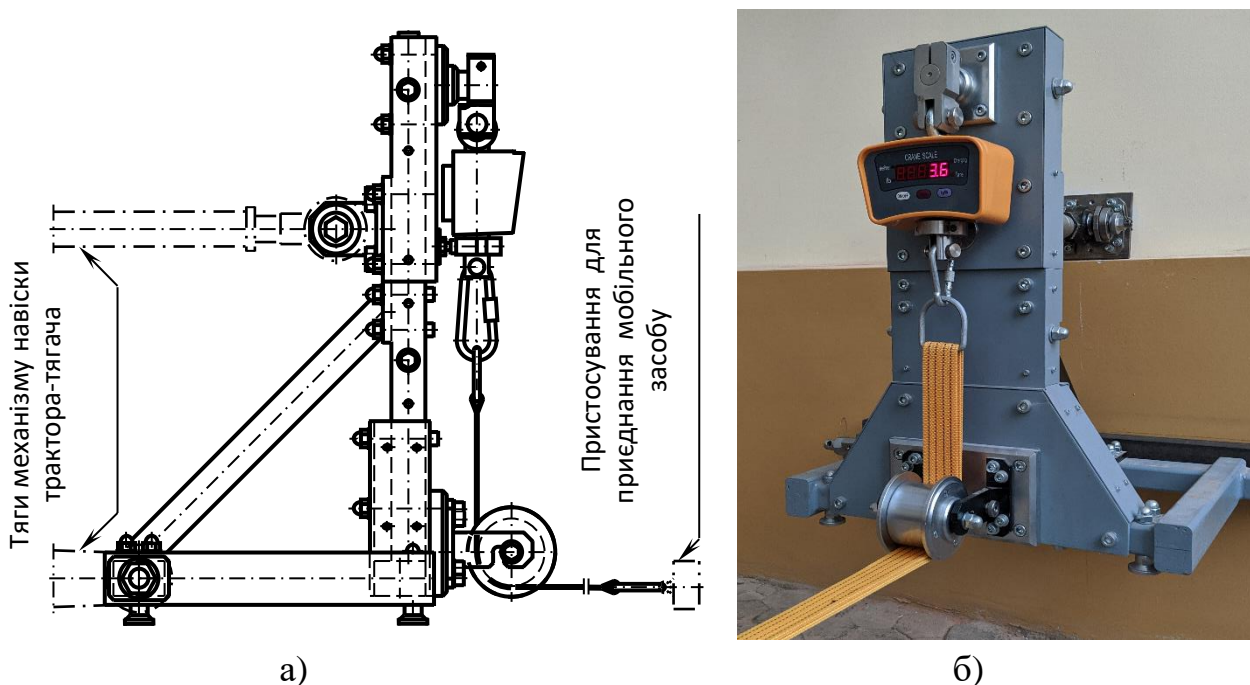 Тяги механізму навіски
трактора-тягача
Пристосування для
приєднання мобільного
засобу
CRANE SCALE
3.6
а)
б)